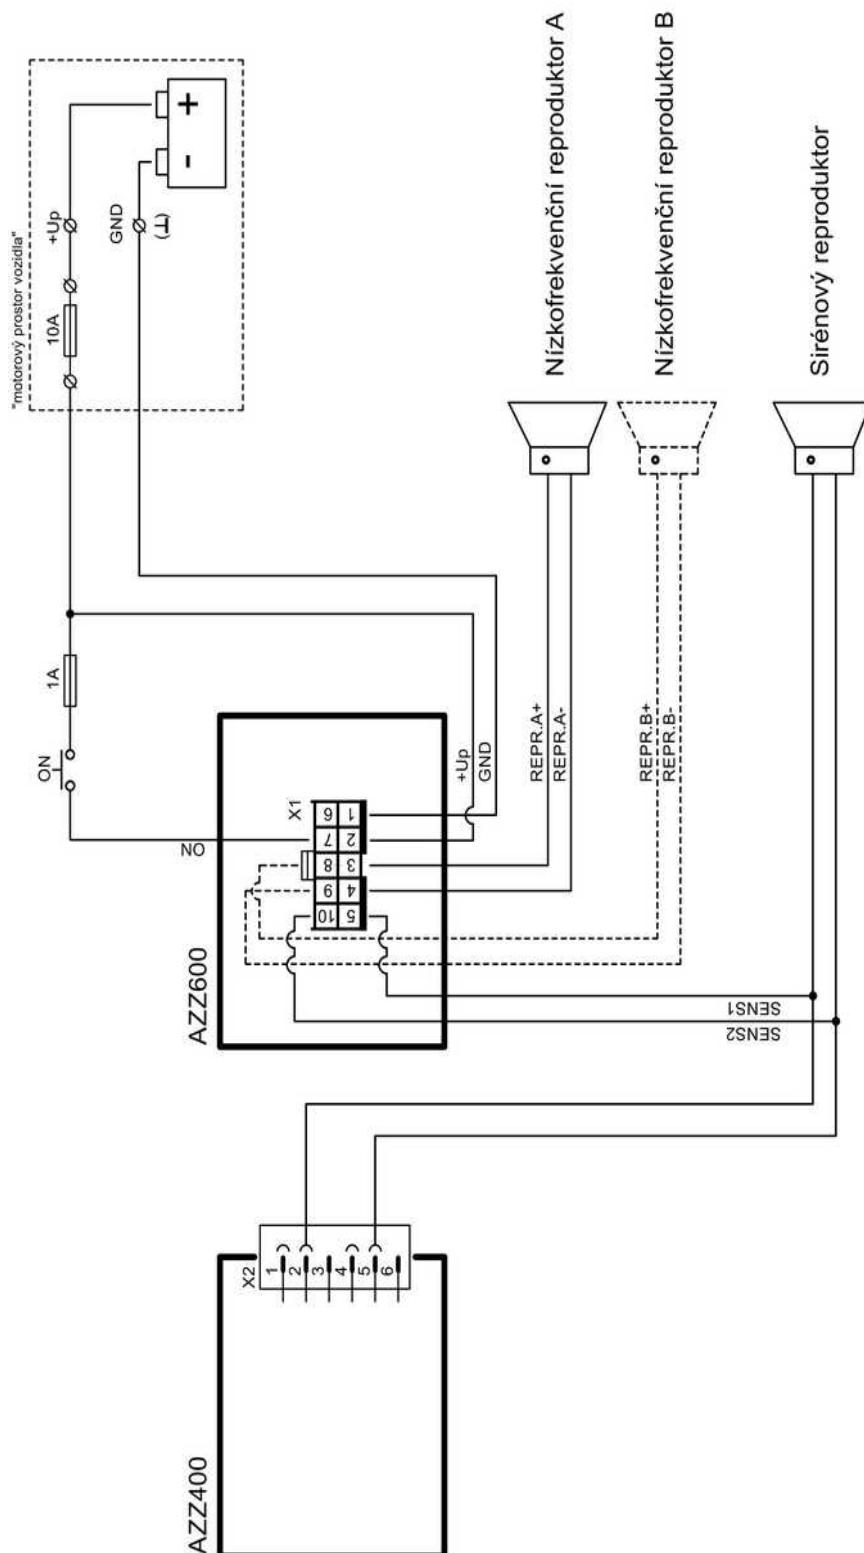 "motorový prostor vozidla"
+
-
+Up
GND
(T)
10A
1A
ON
ON
Nízkofrekvenční reproduktor A
Nízkofrekvenční reproduktor B
Sirénový reproduktor
+Up
GND
REPR.A+
REPR.A-
REPR.B+
REPR.B-
X1
6
1
7
2
8
3
9
4
10
5
AZZ600
SENS1
SENS2
X2
1
2
3
4
5
6
AZZ400